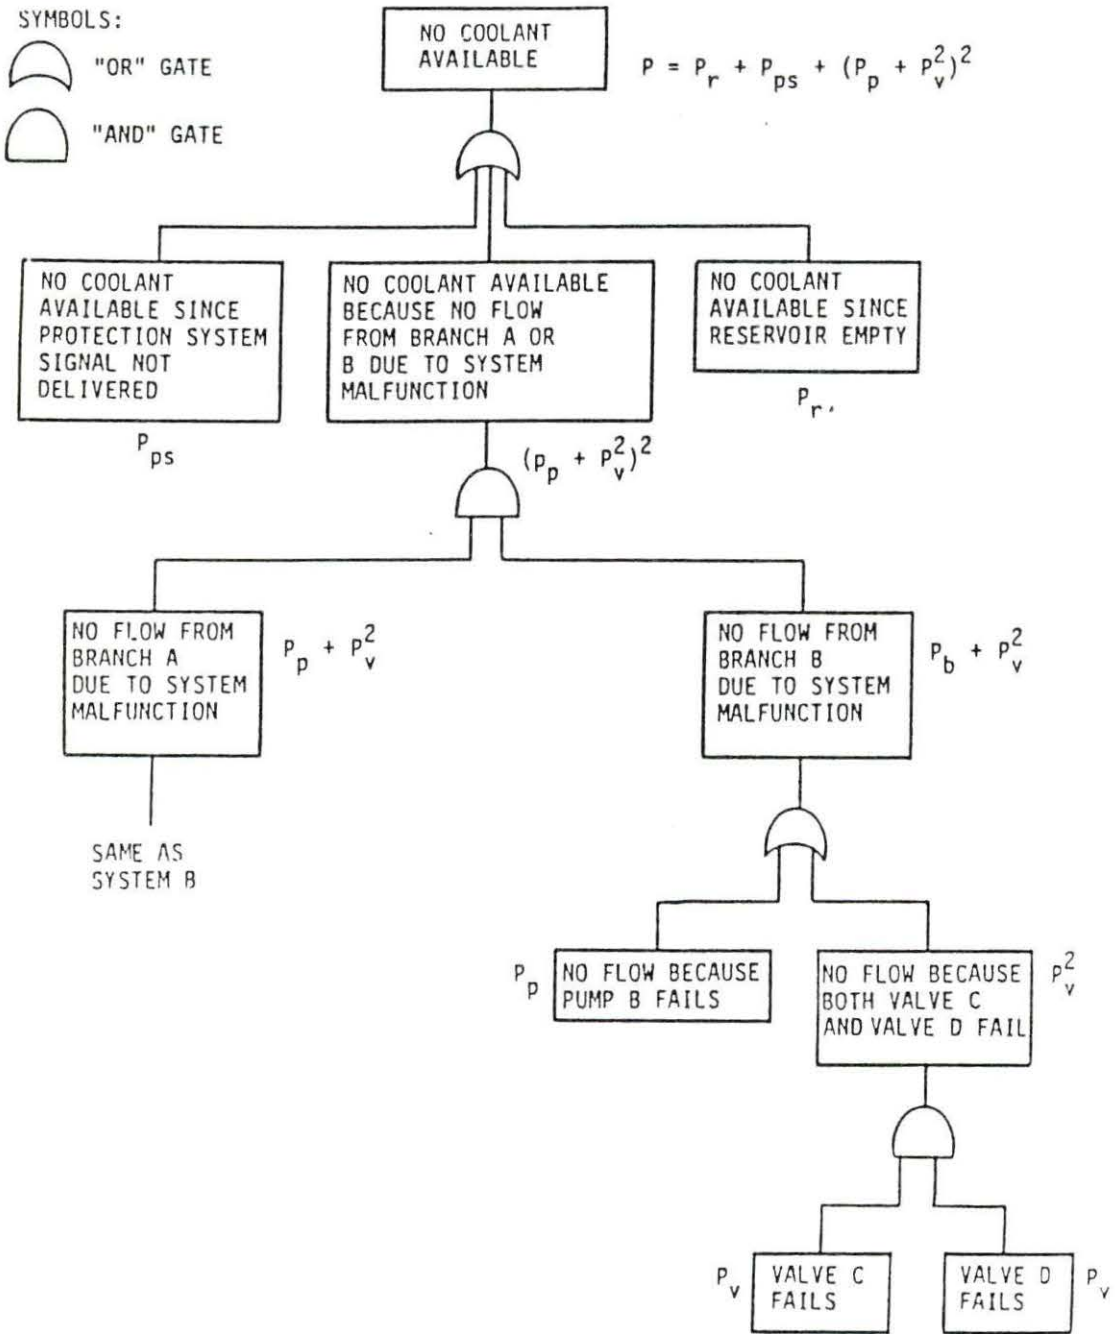 SYMBOLS:
"OR" GATE
"AND" GATE
NO COOLANT
AVAILABLE
P = P_r + P_ps + (P_p + P_v^2)^2
NO COOLANT
AVAILABLE SINCE
PROTECTION SYSTEM
SIGNAL NOT
DELIVERED
P_ps
NO COOLANT AVAILABLE
BECAUSE NO FLOW
FROM BRANCH A OR
B DUE TO SYSTEM
MALFUNCTION
(p_p + P_v^2)^2
NO COOLANT
AVAILABLE SINCE
RESERVOIR EMPTY
P_r
NO FLOW FROM
BRANCH A
DUE TO SYSTEM
MALFUNCTION
P_p + P_v^2
SAME AS
SYSTEM B
NO FLOW FROM
BRANCH B
DUE TO SYSTEM
MALFUNCTION
P_b + P_v^2
P_p
NO FLOW BECAUSE
PUMP B FAILS
NO FLOW BECAUSE
BOTH VALVE C
AND VALVE D FAIL
P_v^2
P_v
VALVE C
FAILS
VALVE D
FAILS
P_v